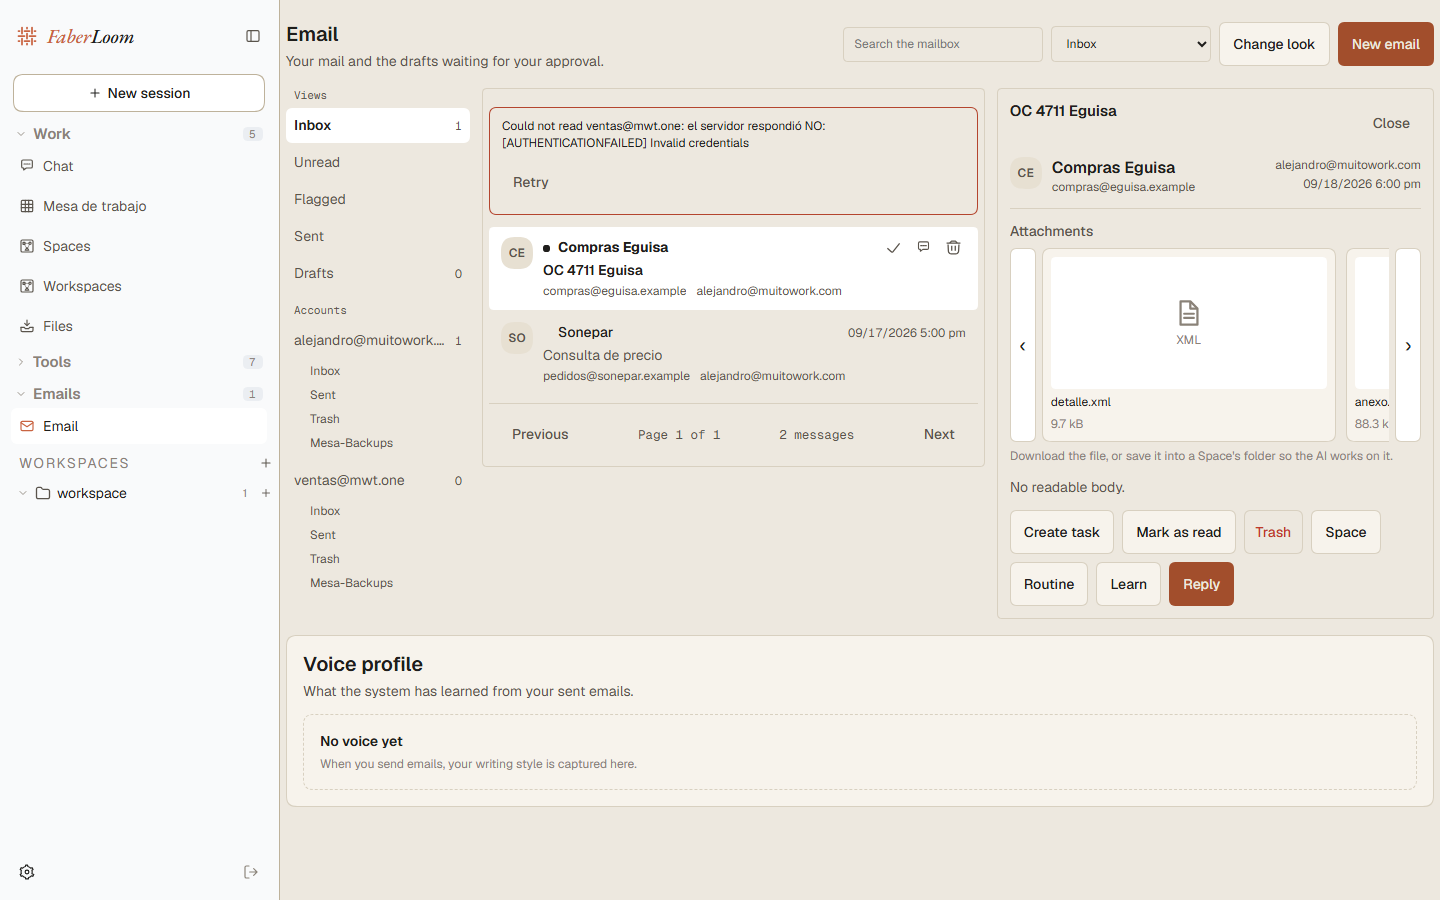 FaberLoom
New session
Work 5
Chat
Mesa de trabajo
Spaces
Workspaces
Files
Tools 7
Emails 1
Email
WORKSPACES
workspace 1
Email
Your mail and the drafts waiting for your approval.
Search the mailbox
Inbox
Change look
New email
Views
Inbox 1
Unread
Flagged
Sent
Drafts 0
Accounts
alejandro@muitowork.... 1
Inbox
Sent
Trash
Mesa-Backups
ventas@mwt.one 0
Inbox
Sent
Trash
Mesa-Backups
Could not read ventas@mwt.one: el servidor respondió NO:
[AUTHENTICATIONFAILED] Invalid credentials
Retry
CE
Compras Eguisa
OC 4711 Eguisa
compras@eguisa.example alejandro@muitowork.com
SO
Sonepar 09/17/2026 5:00 pm
Consulta de precio
pedidos@sonepar.example alejandro@muitowork.com
Previous Page 1 of 1 2 messages Next
OC 4711 Eguisa
Close
CE
Compras Eguisa alejandro@muitowork.com
compras@eguisa.example 09/18/2026 6:00 pm
Attachments
XML
detalle.xml anexo.
9.7 kB 88.3 k
Download the file, or save it into a Space's folder so the AI works on it.
No readable body.
Create task Mark as read Trash Space
Routine Learn Reply
Voice profile
What the system has learned from your sent emails.
No voice yet
When you send emails, your writing style is captured here.